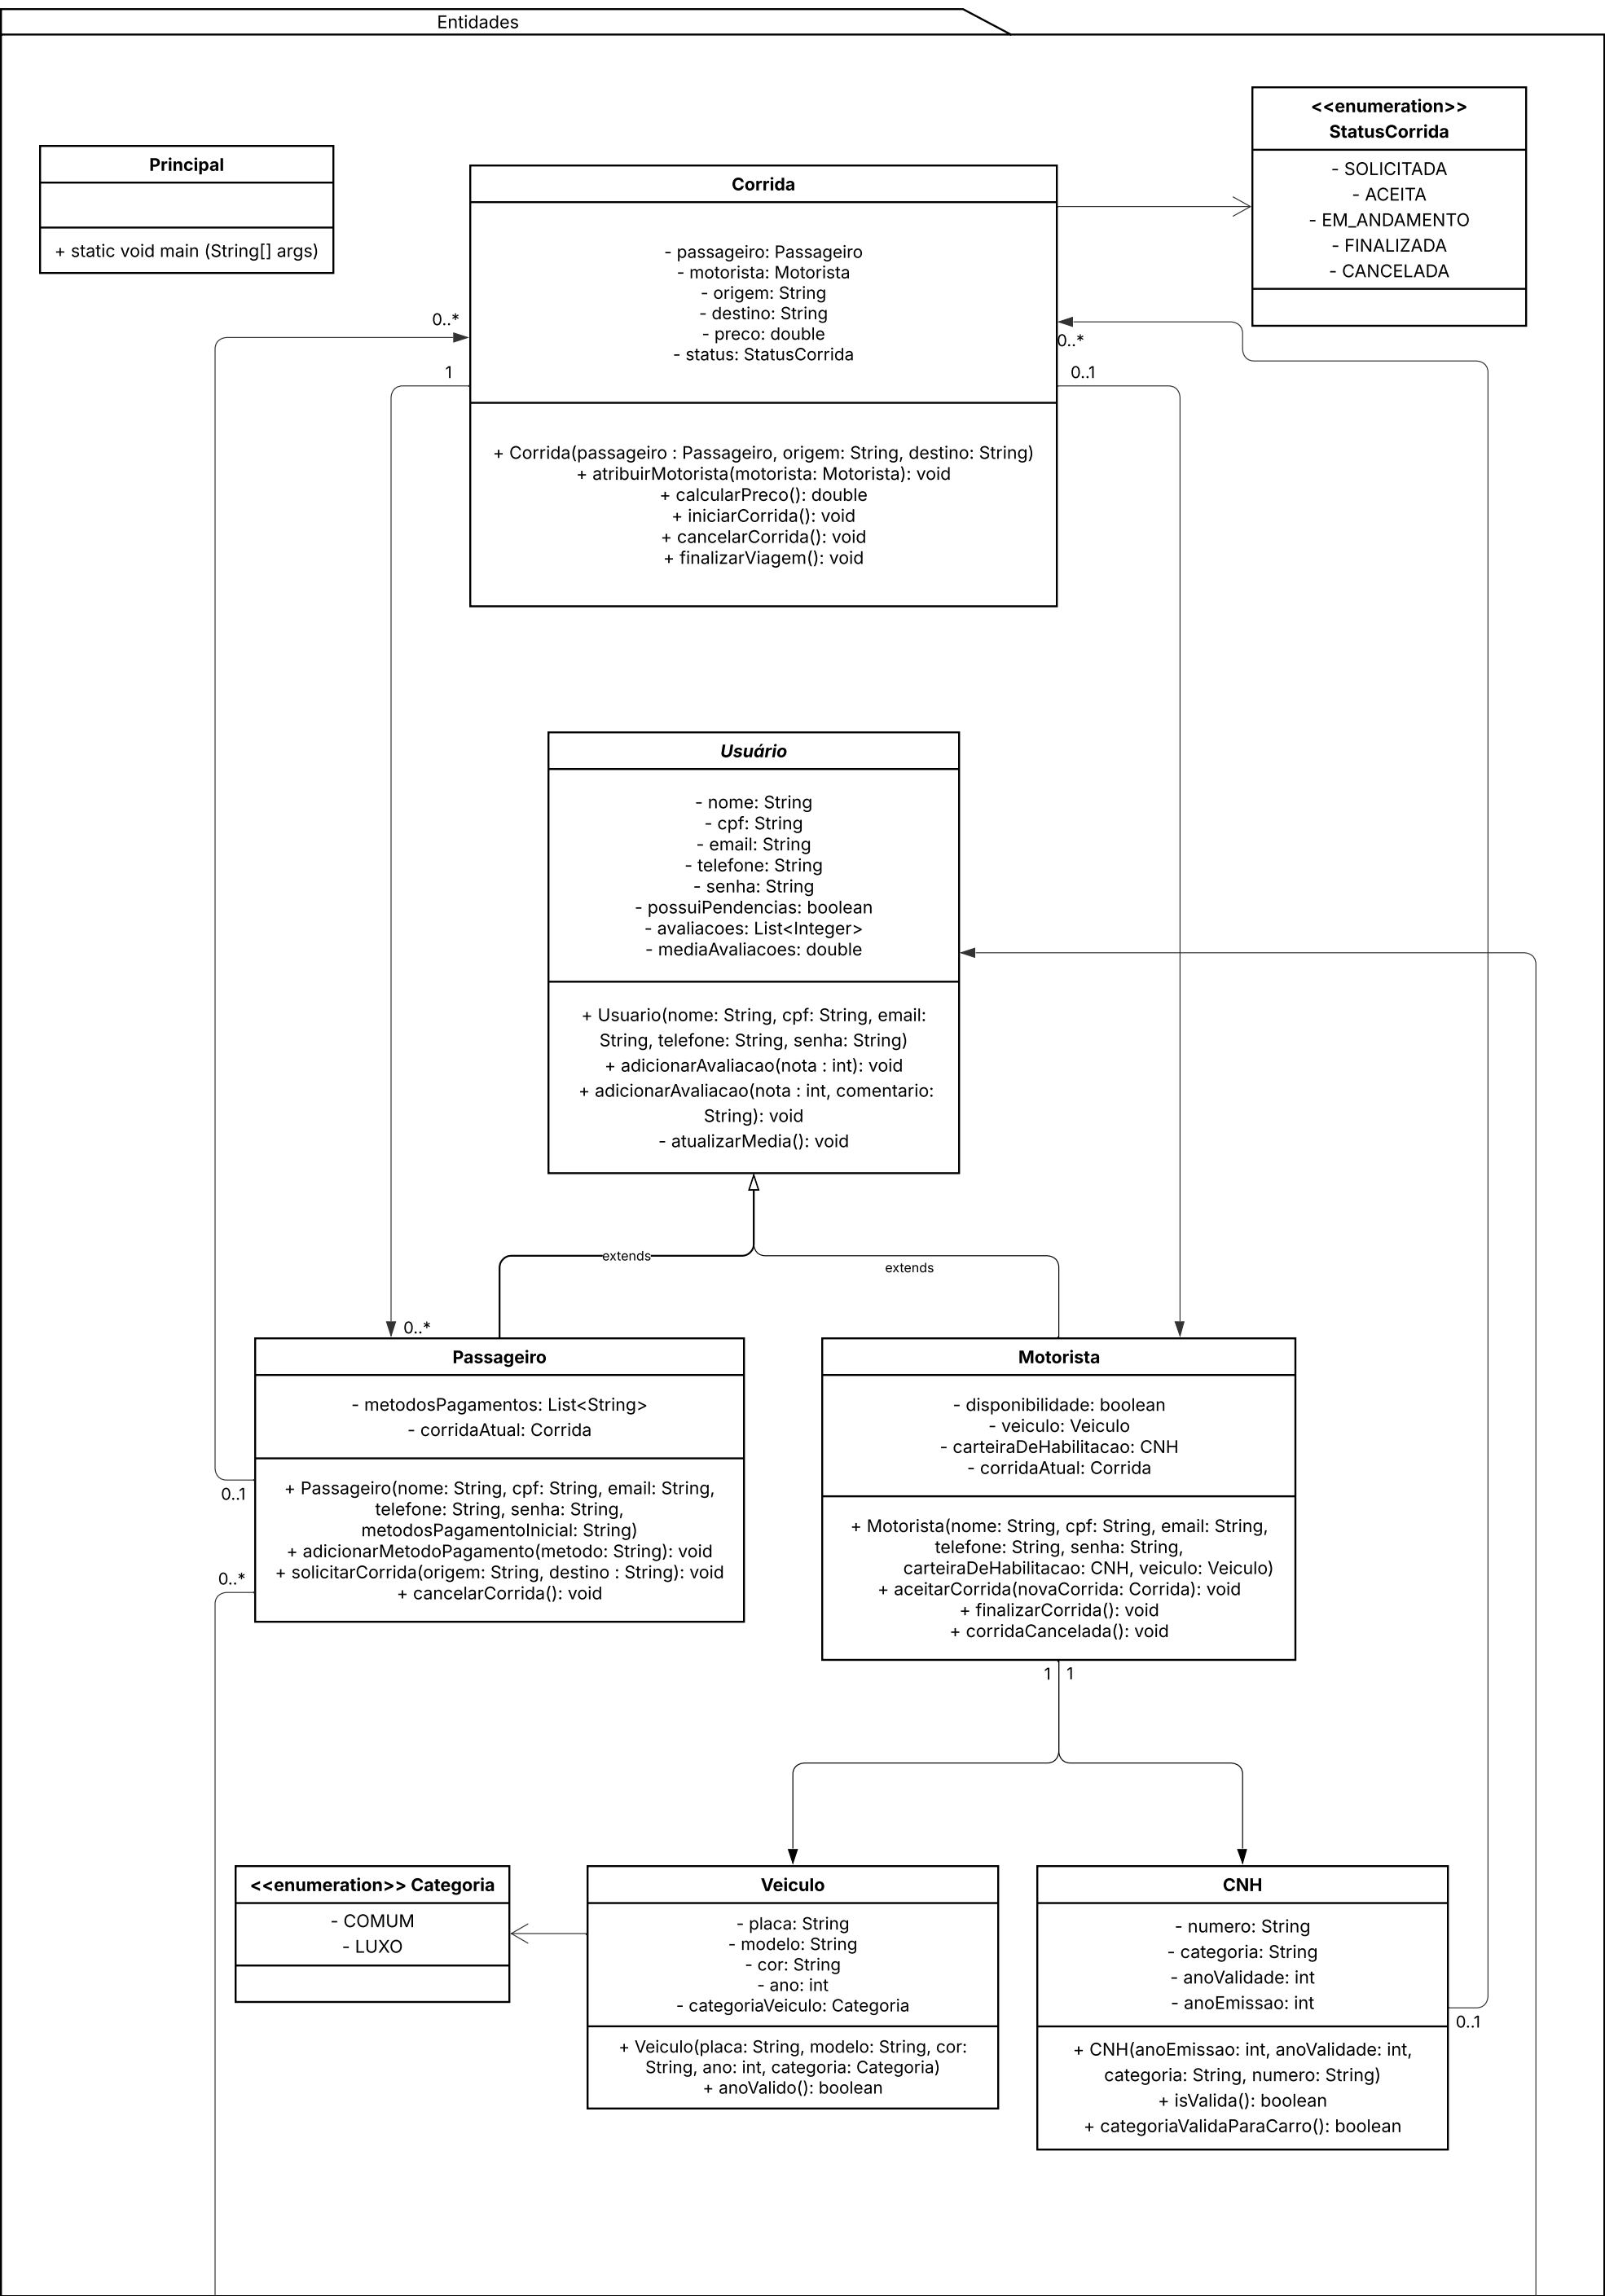 Entidades
<<enumeration>>
StatusCorrida
- SOLICITADA
- ACEITA
- EM_ANDAMENTO
- FINALIZADA
- CANCELADA
Principal
+ static void main (String[] args)
Corrida
- passageiro: Passageiro
- motorista: Motorista
- origem: String
- destino: String
- preco: double
- status: StatusCorrida
+ Corrida(passageiro : Passageiro, origem: String, destino: String)
+ atribuirMotorista(motorista: Motorista): void
+ calcularPreco(): double
+ iniciarCorrida(): void
+ cancelarCorrida(): void
+ finalizarViagem(): void
0..*
1
0..*
0..1
Usuário
- nome: String
- cpf: String
- email: String
- telefone: String
- senha: String
- possuiPendencias: boolean
- avaliacoes: List<Integer>
- mediaAvaliacoes: double
+ Usuario(nome: String, cpf: String, email:
String, telefone: String, senha: String)
+ adicionarAvaliacao(nota : int): void
+ adicionarAvaliacao(nota : int, comentario:
String): void
- atualizarMedia(): void
extends
extends
0..*
Passageiro
- metodosPagamentos: List<String>
- corridaAtual: Corrida
+ Passageiro(nome: String, cpf: String, email: String,
telefone: String, senha: String,
metodosPagamentoInicial: String)
+ adicionarMetodoPagamento(metodo: String): void
+ solicitarCorrida(origem: String, destino : String): void
+ cancelarCorrida(): void
0..1
0..*
Motorista
- disponibilidade: boolean
- veiculo: Veiculo
- carteiraDeHabilitacao: CNH
- corridaAtual: Corrida
+ Motorista(nome: String, cpf: String, email: String,
telefone: String, senha: String,
carteiraDeHabilitacao: CNH, veiculo: Veiculo)
+ aceitarCorrida(novaCorrida: Corrida): void
+ finalizarCorrida(): void
+ corridaCancelada(): void
1
1
<<enumeration>> Categoria
- COMUM
- LUXO
Veiculo
- placa: String
- modelo: String
- cor: String
- ano: int
- categoriaVeiculo: Categoria
+ Veiculo(placa: String, modelo: String, cor:
String, ano: int, categoria: Categoria)
+ anoValido(): boolean
CNH
- numero: String
- categoria: String
- anoValidade: int
- anoEmissao: int
+ CNH(anoEmissao: int, anoValidade: int,
categoria: String, numero: String)
+ isValida(): boolean
+ categoriaValidaParaCarro(): boolean
0..1